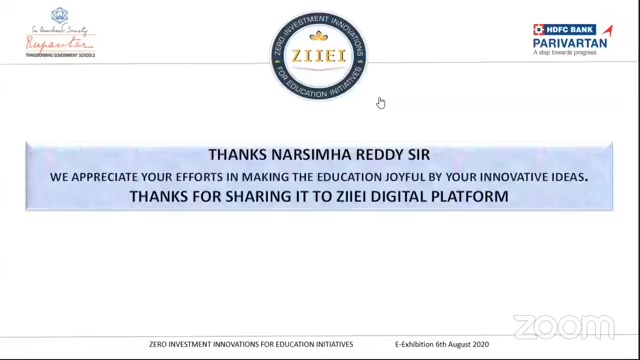 Sri Aurobindo Society
Rupantar
TRANSFORMING GOVERNMENT SCHOOLS
ZERO INVESTMENT INNOVATIONS
ZIIEI
FOR EDUCATION INITIATIVES
HDFC BANK
PARIVARTAN
A step towards progress
THANKS NARSIMHA REDDY SIR
WE APPRECIATE YOUR EFFORTS IN MAKING THE EDUCATION JOYFUL BY YOUR INNOVATIVE IDEAS.
THANKS FOR SHARING IT TO ZIIEI DIGITAL PLATFORM
zoom
ZERO INVESTMENT INNOVATIONS FOR EDUCATION INITIATIVES E-Exhibition 6th August 2020